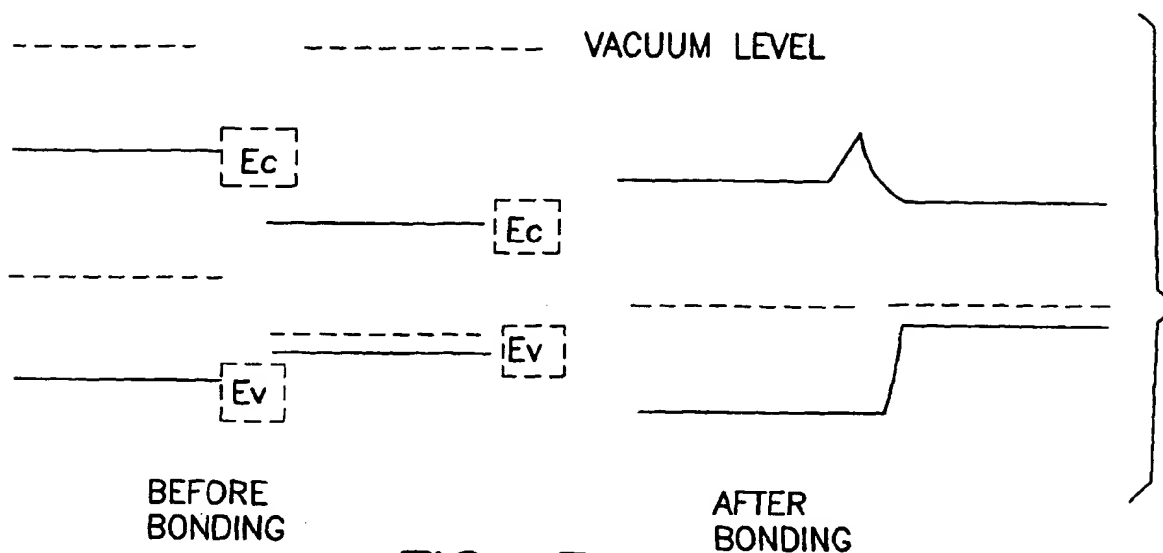 VACUUM LEVEL
Ec
Ec
Ev
Ev
BEFORE
BONDING
AFTER
BONDING